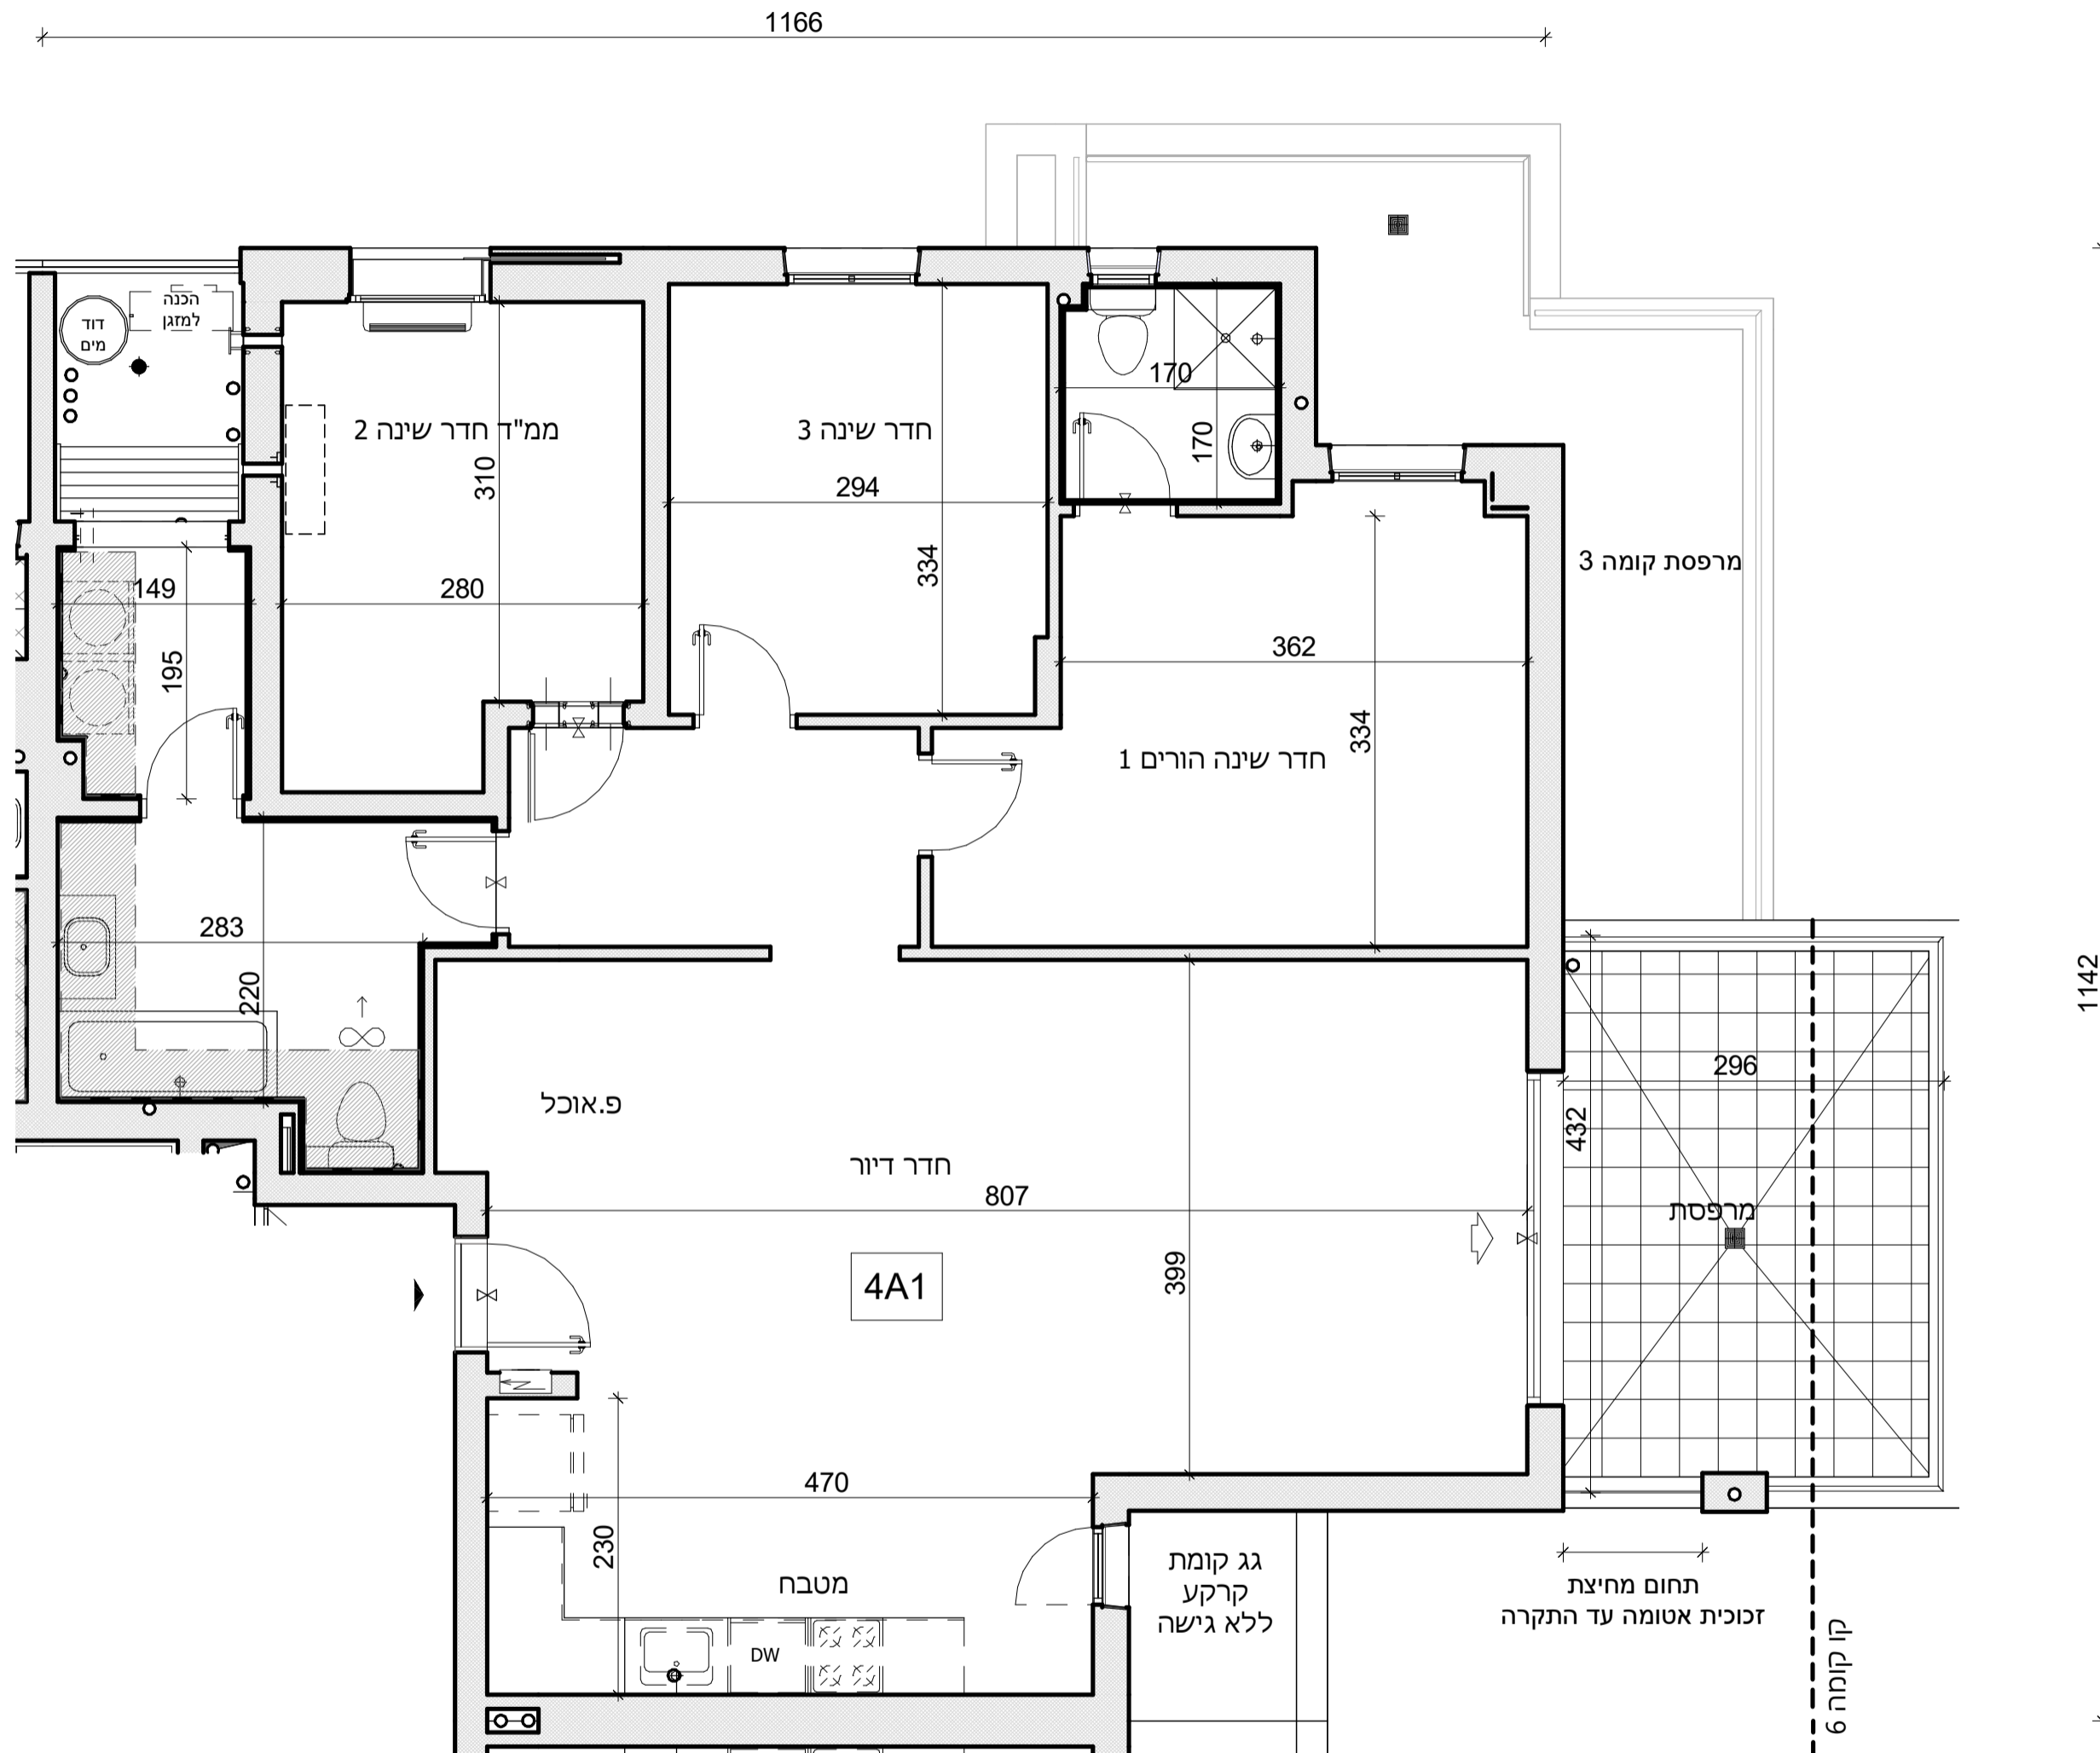 1166
הכנה
למזגן
דוד
מים
ממ"ד חדר שינה 2
310
280
חדר שינה 3
294
334
170
170
מרפסת קומה 3
149
195
362
334
חדר שינה הורים 1
283
220
1142
296
432
פ.אוכל
חדר דיור
807
מרפסת
4A1
399
470
230
מטבח
DW
גג קומת
קרקע
ללא גישה
תחום מחיצת
זכוכית אטומה עד התקרה
קו קומה 6